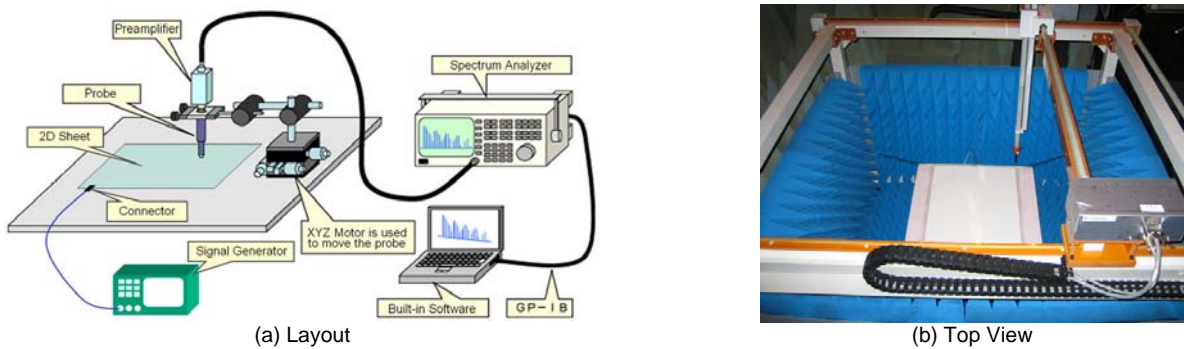 Preamplifier
Spectrum Analyzer
Probe
2D Sheet
Connector
XYZ Motor is used
to move the probe
Signal Generator
Built-in Software
GP-IB
(a) Layout
(b) Top View